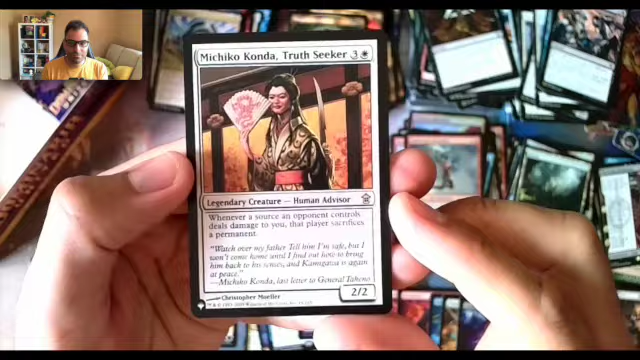 Michiko Konda, Truth Seeker 3
Legendary Creature — Human Advisor
Whenever a source an opponent controls
deals damage to you, that player sacrifices
a permanent.
"Watch over my father. Tell him I'm safe, but I
won't come home until I find out how to bring
him back to his senses, and Kamigawa is again
at peace."
—Michiko Konda, last letter to General Takeno
2/2
Christopher Moeller